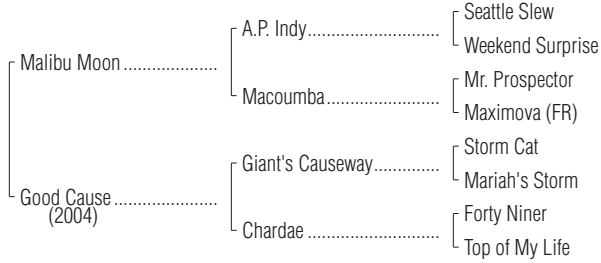 Seattle Slew
A.P. Indy
Weekend Surprise
Malibu Moon
Mr. Prospector
Macoumba
Maximova (FR)
Storm Cat
Giant's Causeway
Mariah's Storm
Good Cause
(2004)
Forty Niner
Chardae
Top of My Life